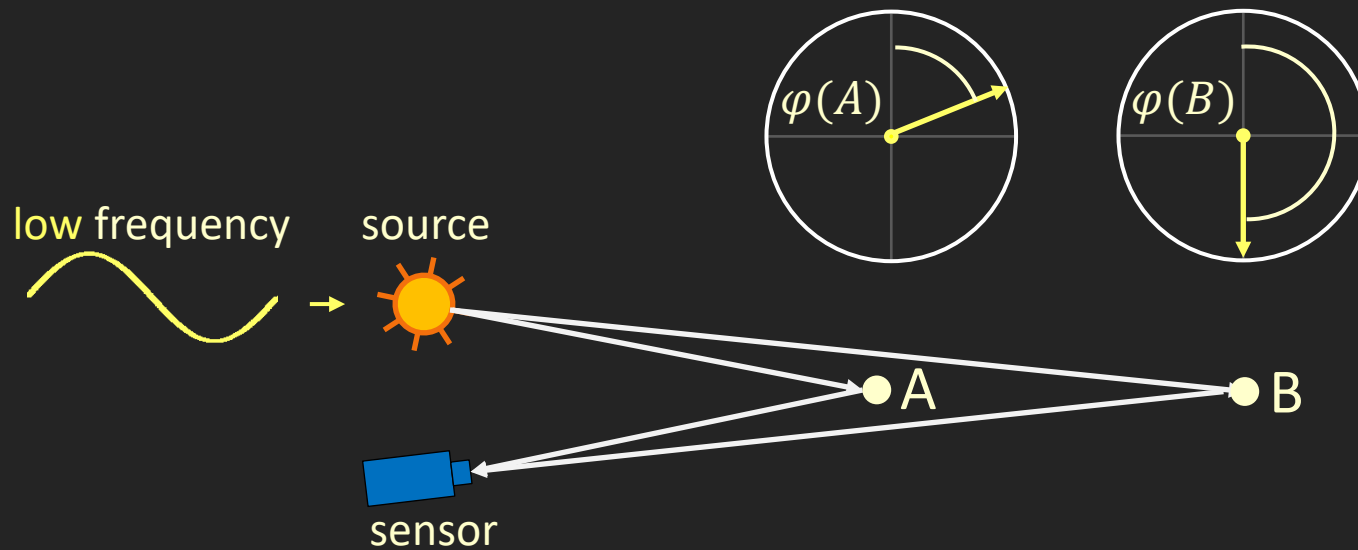 φ(A)
φ(B)
low frequency
source
A
B
sensor